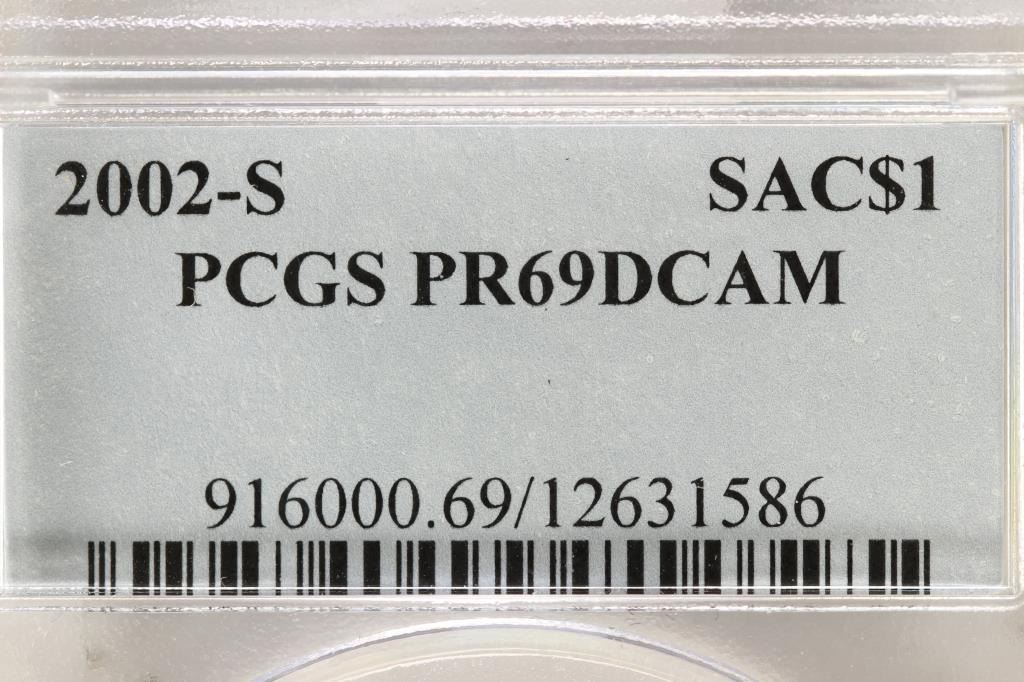 2002-S SAC$1
PCGS PR69DCAM
916000.69/12631586